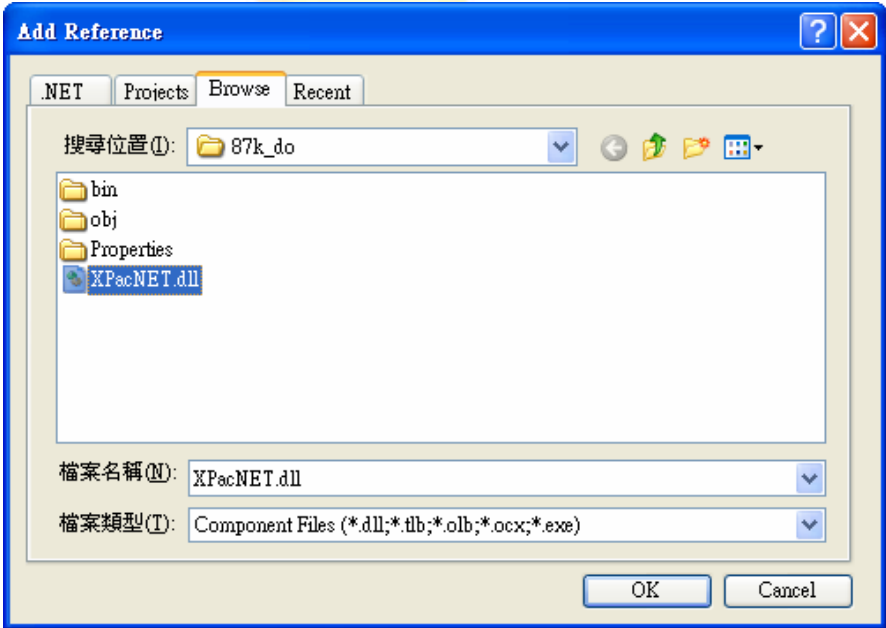 Add Reference
.NET Projects Browse Recent
搜尋位置(I): 87k_do
bin
obj
Properties
XPacNET.dll
檔案名稱(N): XPacNET.dll
檔案類型(T): Component Files (*.dll;*.tlb;*.olb;*.ocx;*.exe)
OK Cancel